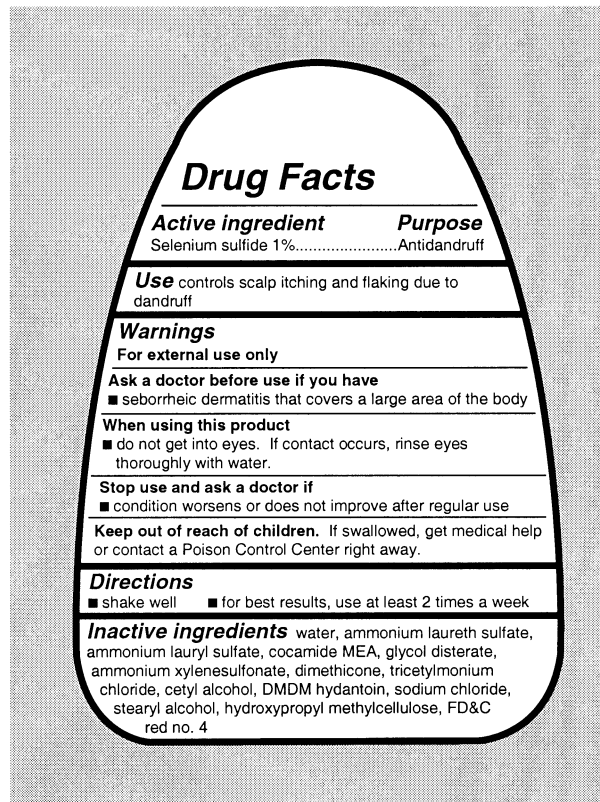 Drug Facts
Active ingredient Purpose
Selenium sulfide 1%.......................Antidandruff
Use controls scalp itching and flaking due to
dandruff
Warnings
For external use only
Ask a doctor before use if you have
■ seborrheic dermatitis that covers a large area of the body
When using this product
■ do not get into eyes. If contact occurs, rinse eyes
thoroughly with water.
Stop use and ask a doctor if
■ condition worsens or does not improve after regular use
Keep out of reach of children. If swallowed, get medical help
or contact a Poison Control Center right away.
Directions
■ shake well ■ for best results, use at least 2 times a week
Inactive ingredients water, ammonium laureth sulfate,
ammonium lauryl sulfate, cocamide MEA, glycol disterate,
ammonium xylenesulfonate, dimethicone, tricetylmonium
chloride, cetyl alcohol, DMDM hydantoin, sodium chloride,
stearyl alcohol, hydroxypropyl methylcellulose, FD&C
red no. 4